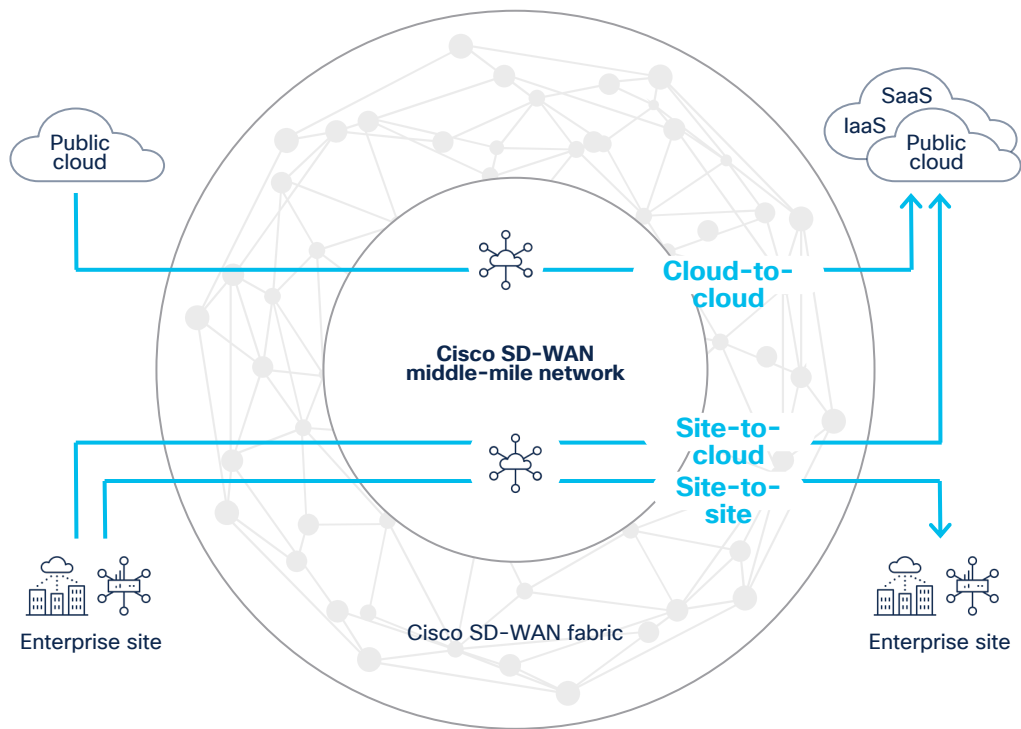 Public
cloud
SaaS
IaaS
Public
cloud
Cloud-to-
cloud
Cisco SD-WAN
middle-mile network
Site-to-
cloud
Site-to-
site
Enterprise site
Cisco SD-WAN fabric
Enterprise site